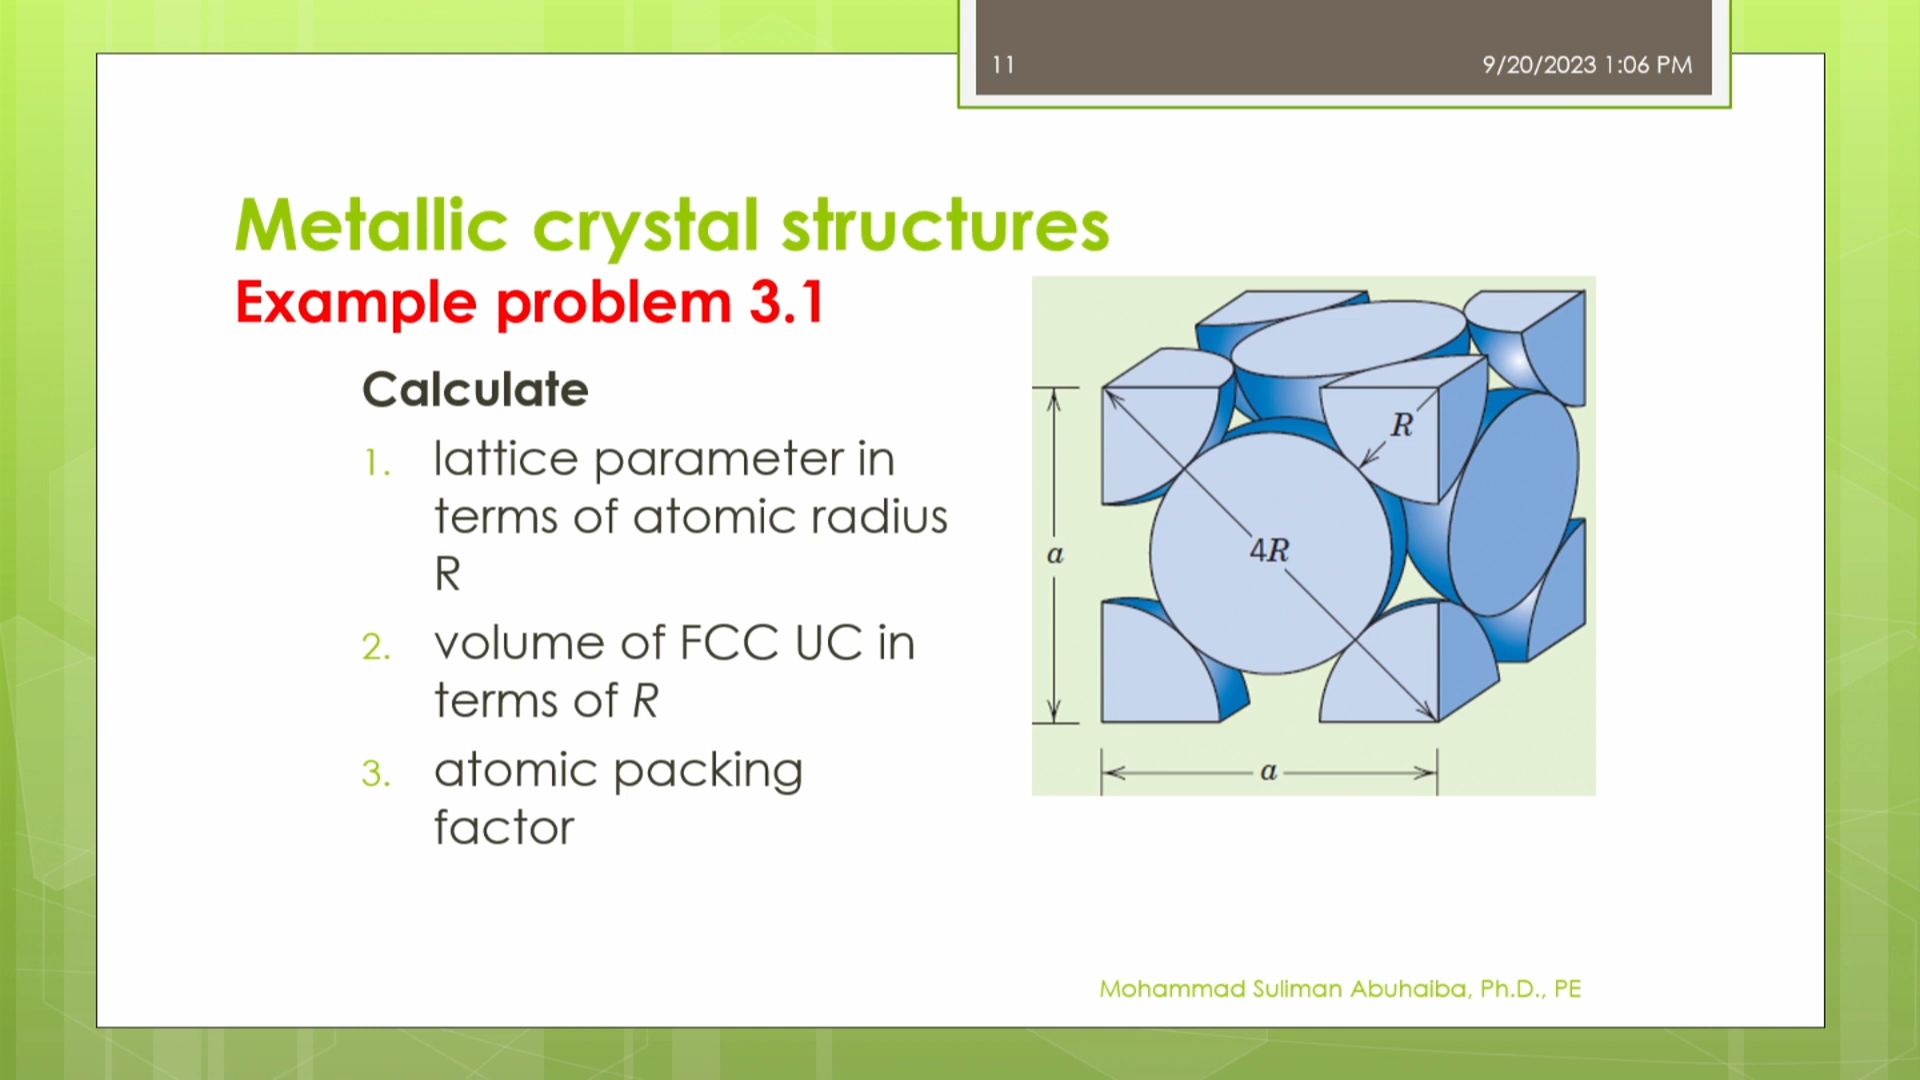 11
9/20/2023 1:06 PM
Metallic crystal structures
Example problem 3.1
Calculate
1. lattice parameter in
terms of atomic radius
R
2. volume of FCC UC in
terms of R
3. atomic packing
factor
R
4R
a
a
Mohammad Suliman Abuhaiba, Ph.D., PE